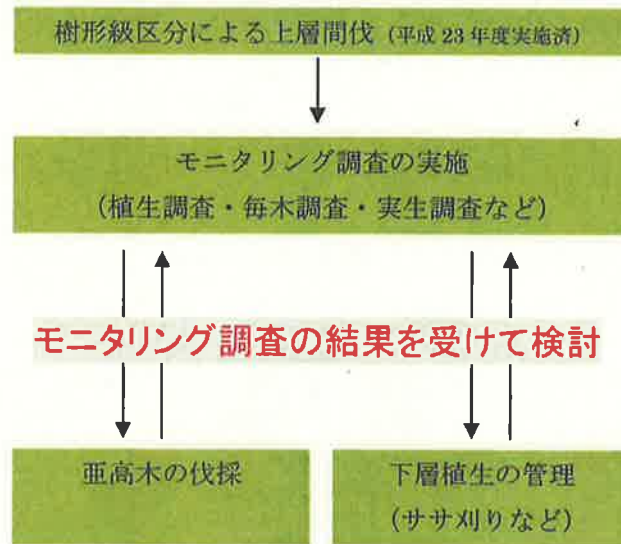 樹形級区分による上層間伐（平成 23 年度実施済）
モニタリング調査の実施
（植生調査・毎木調査・実生調査など）
モニタリング調査の結果を受けて検討
亜高木の伐採
下層植生の管理
（ササ刈りなど）